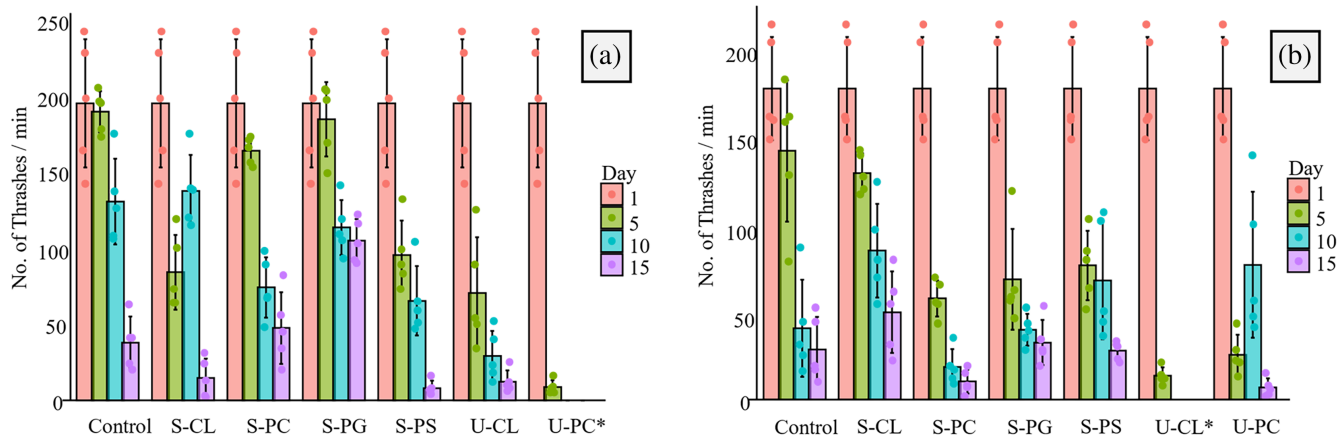 (a)
No. of Thrashes / min
250
200
150
100
50
0
Control S-CL S-PC S-PG S-PS U-CL U-PC*
Day
1
5
10
15
(b)
No. of Thrashes / min
200
150
100
50
0
Control S-CL S-PC S-PG S-PS U-CL* U-PC
Day
1
5
10
15